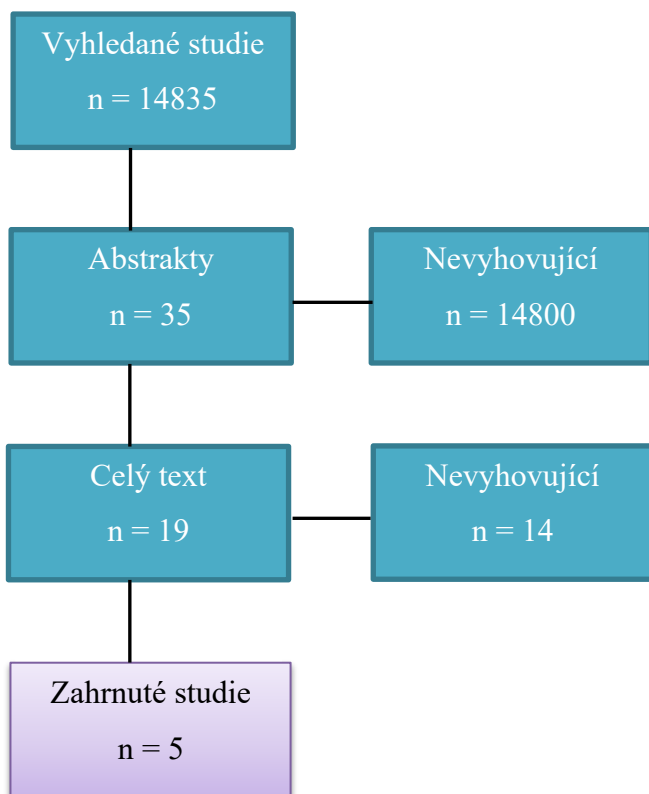 Vyhledané studie
n = 14835
Abstrakty
n = 35
Nevyhovující
n = 14800
Celý text
n = 19
Nevyhovující
n = 14
Zahrnuté studie
n = 5